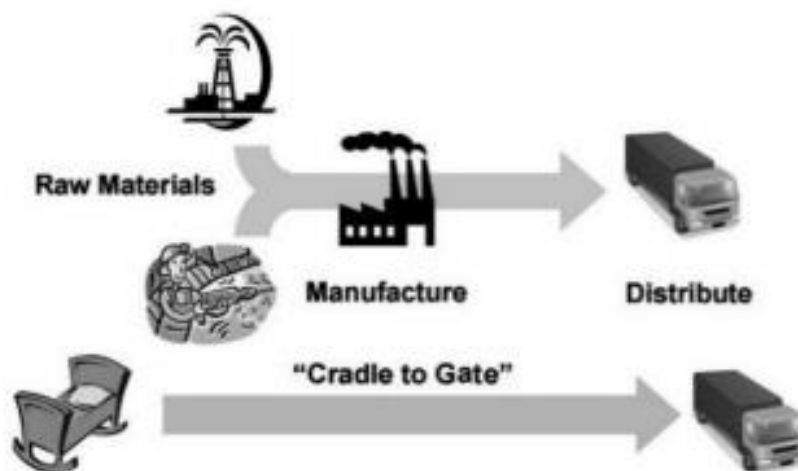 Raw Materials
Manufacture
Distribute
“Cradle to Gate”